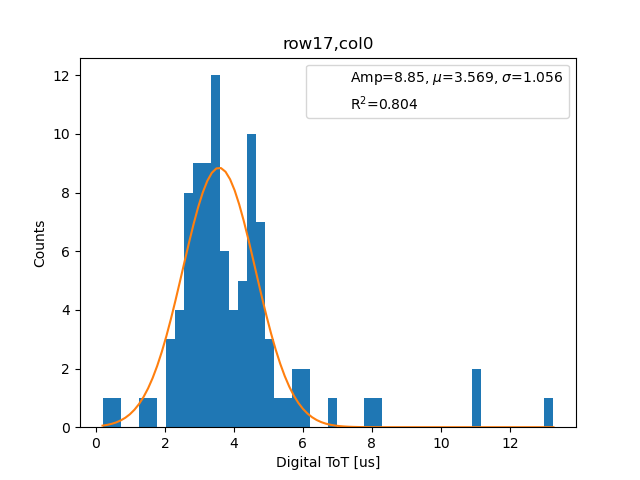 row17,col0
Amp=8.85, μ=3.569, σ=1.056
R²=0.804
12
10
8
6
4
2
0
Counts
0 2 4 6 8 10 12
Digital ToT [us]